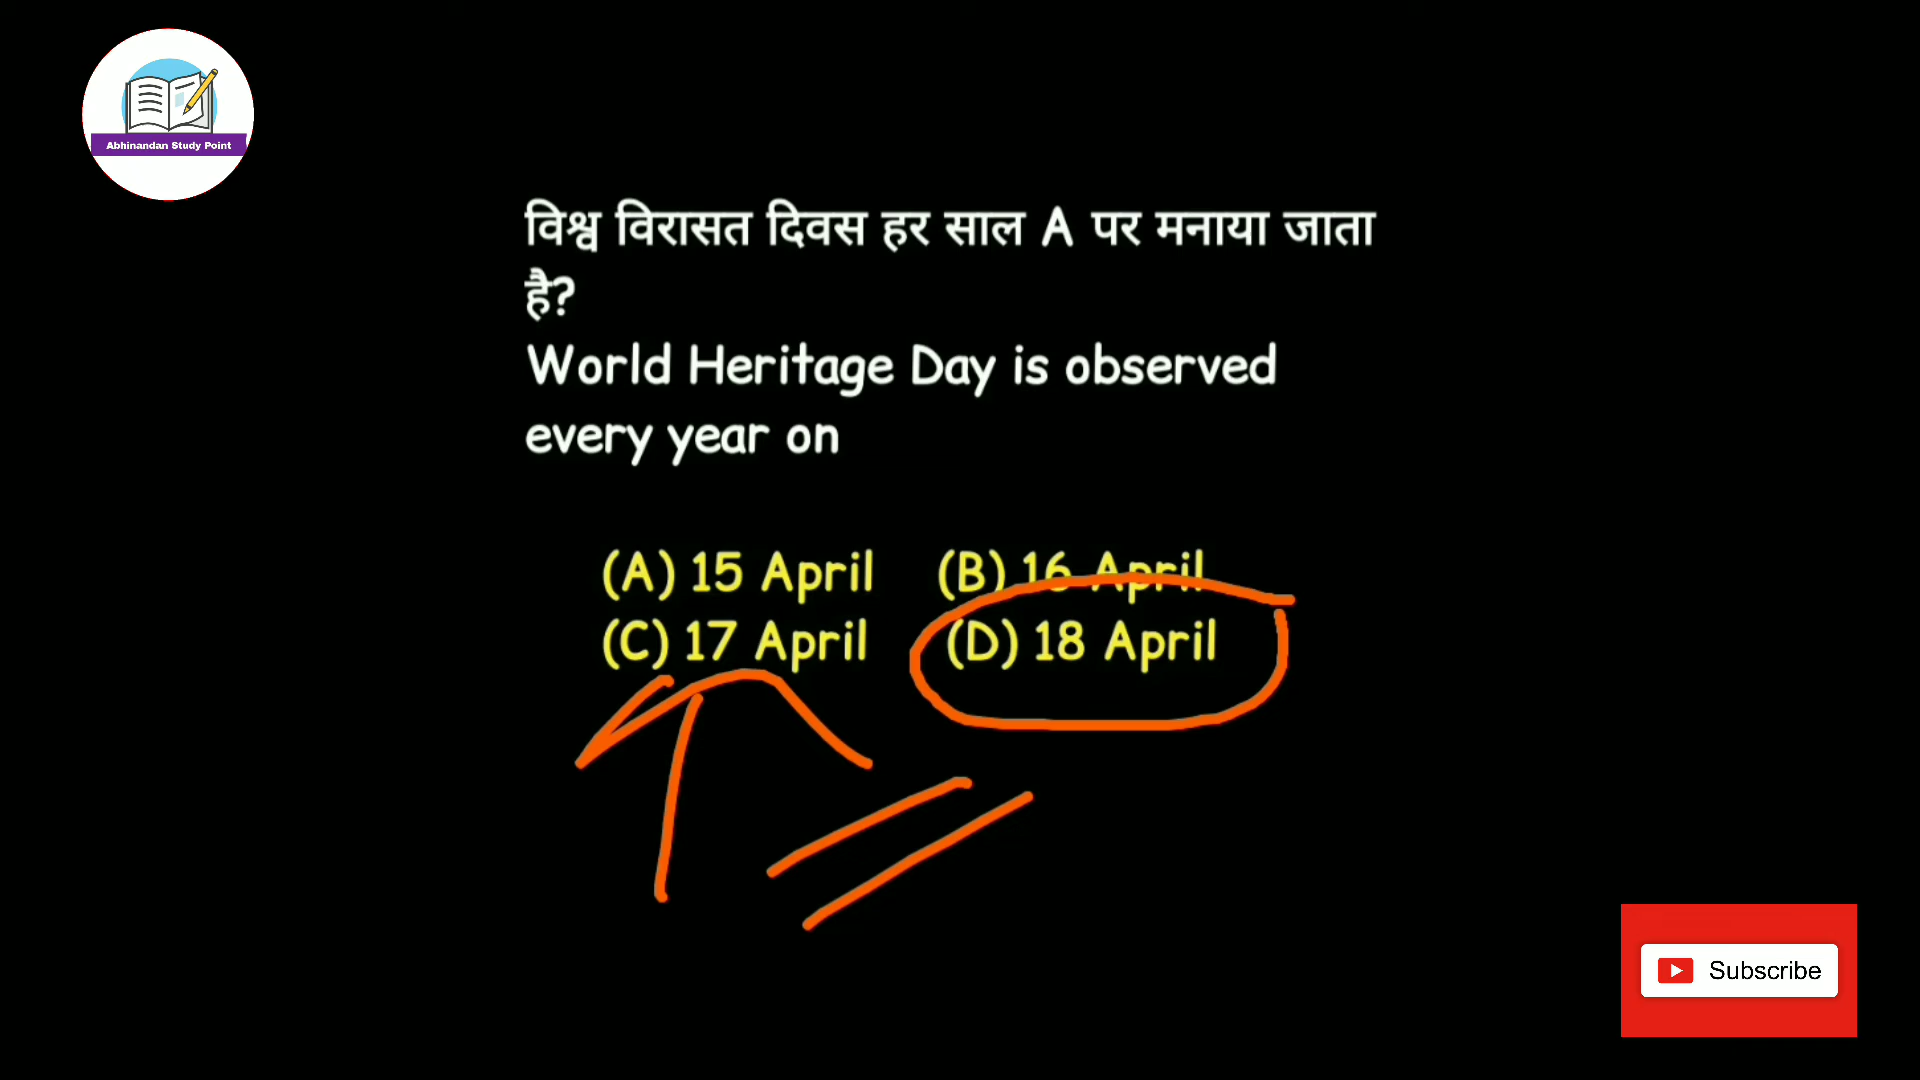 Abhinandan Study Point
विश्व विरासत दिवस हर साल A पर मनाया जाता
है?
World Heritage Day is observed
every year on
(A) 15 April (B) 16 April
(C) 17 April (D) 18 April
Subscribe